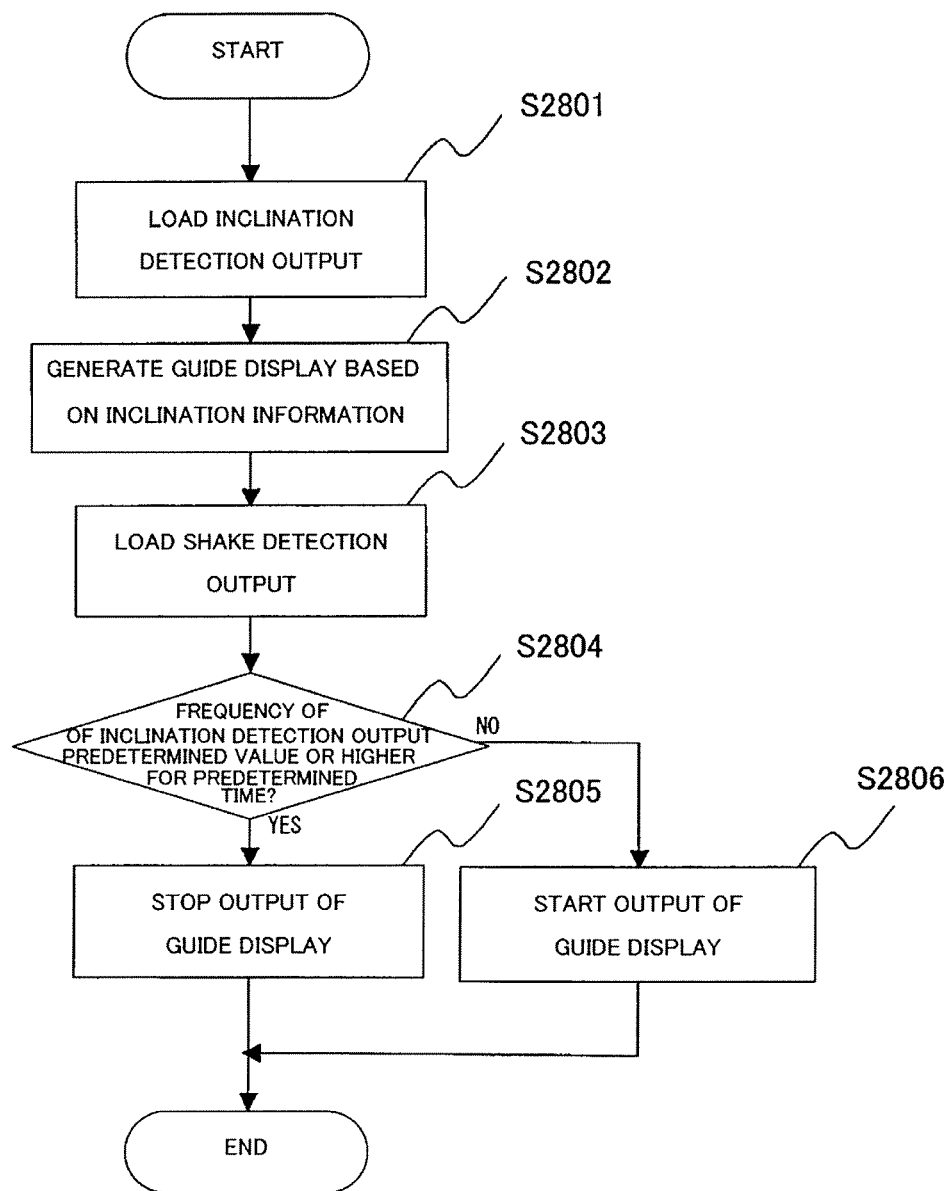 START
S2801
LOAD INCLINATION
DETECTION OUTPUT
S2802
GENERATE GUIDE DISPLAY BASED
ON INCLINATION INFORMATION
S2803
LOAD SHAKE DETECTION
OUTPUT
S2804
FREQUENCY OF
OF INCLINATION DETECTION OUTPUT
PREDETERMINED VALUE OR HIGHER
FOR PREDETERMINED
TIME?
NO
YES
S2805
STOP OUTPUT OF
GUIDE DISPLAY
S2806
START OUTPUT OF
GUIDE DISPLAY
END